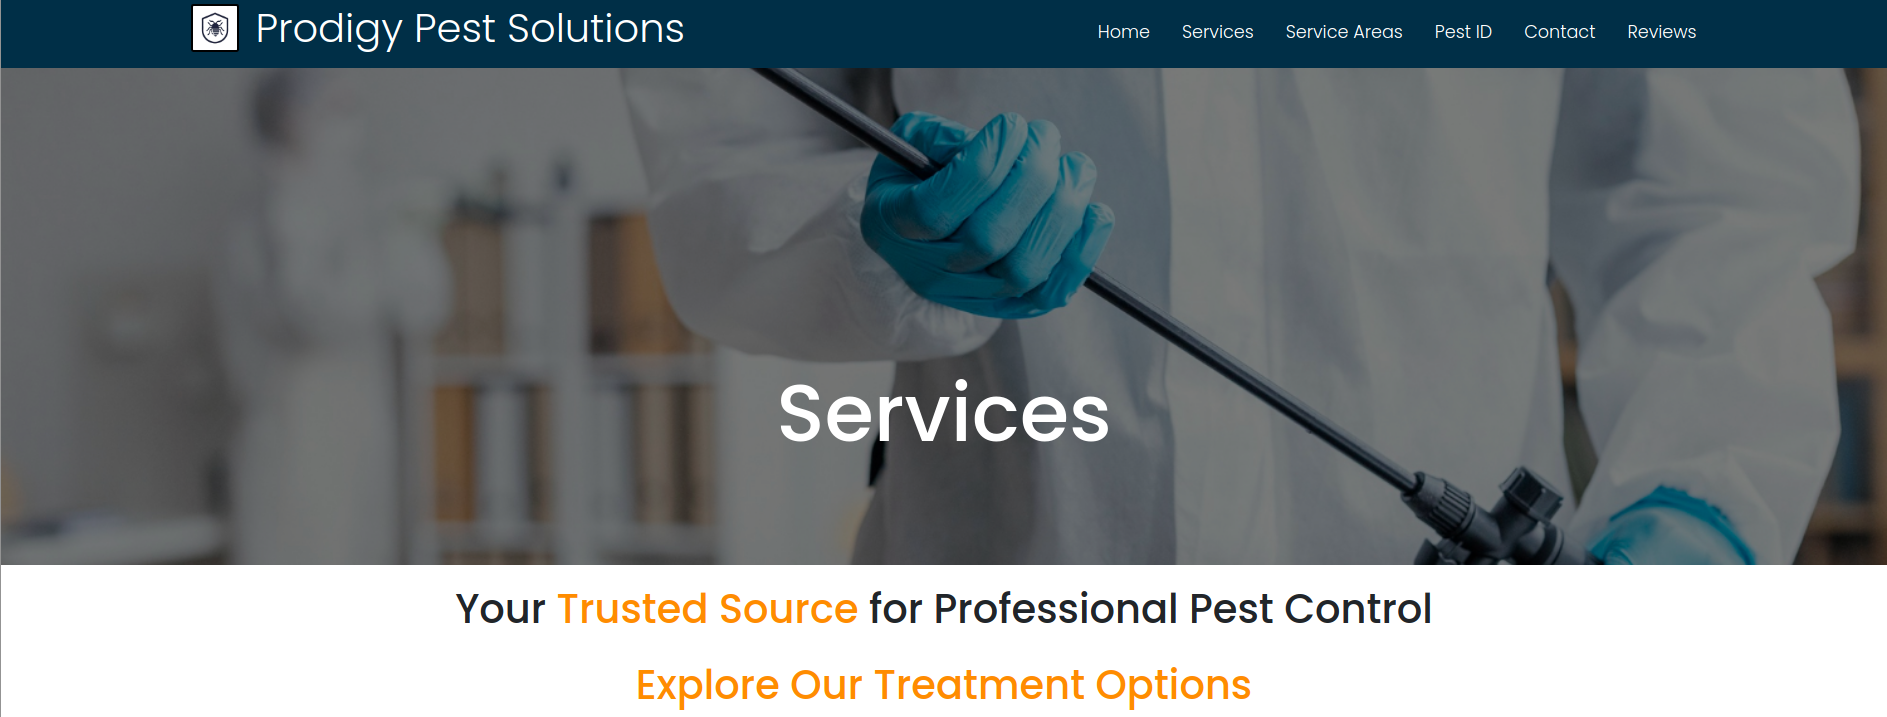 Prodigy Pest Solutions
Home Services Service Areas Pest ID Contact Reviews
Services
Your Trusted Source for Professional Pest Control
Explore Our Treatment Options